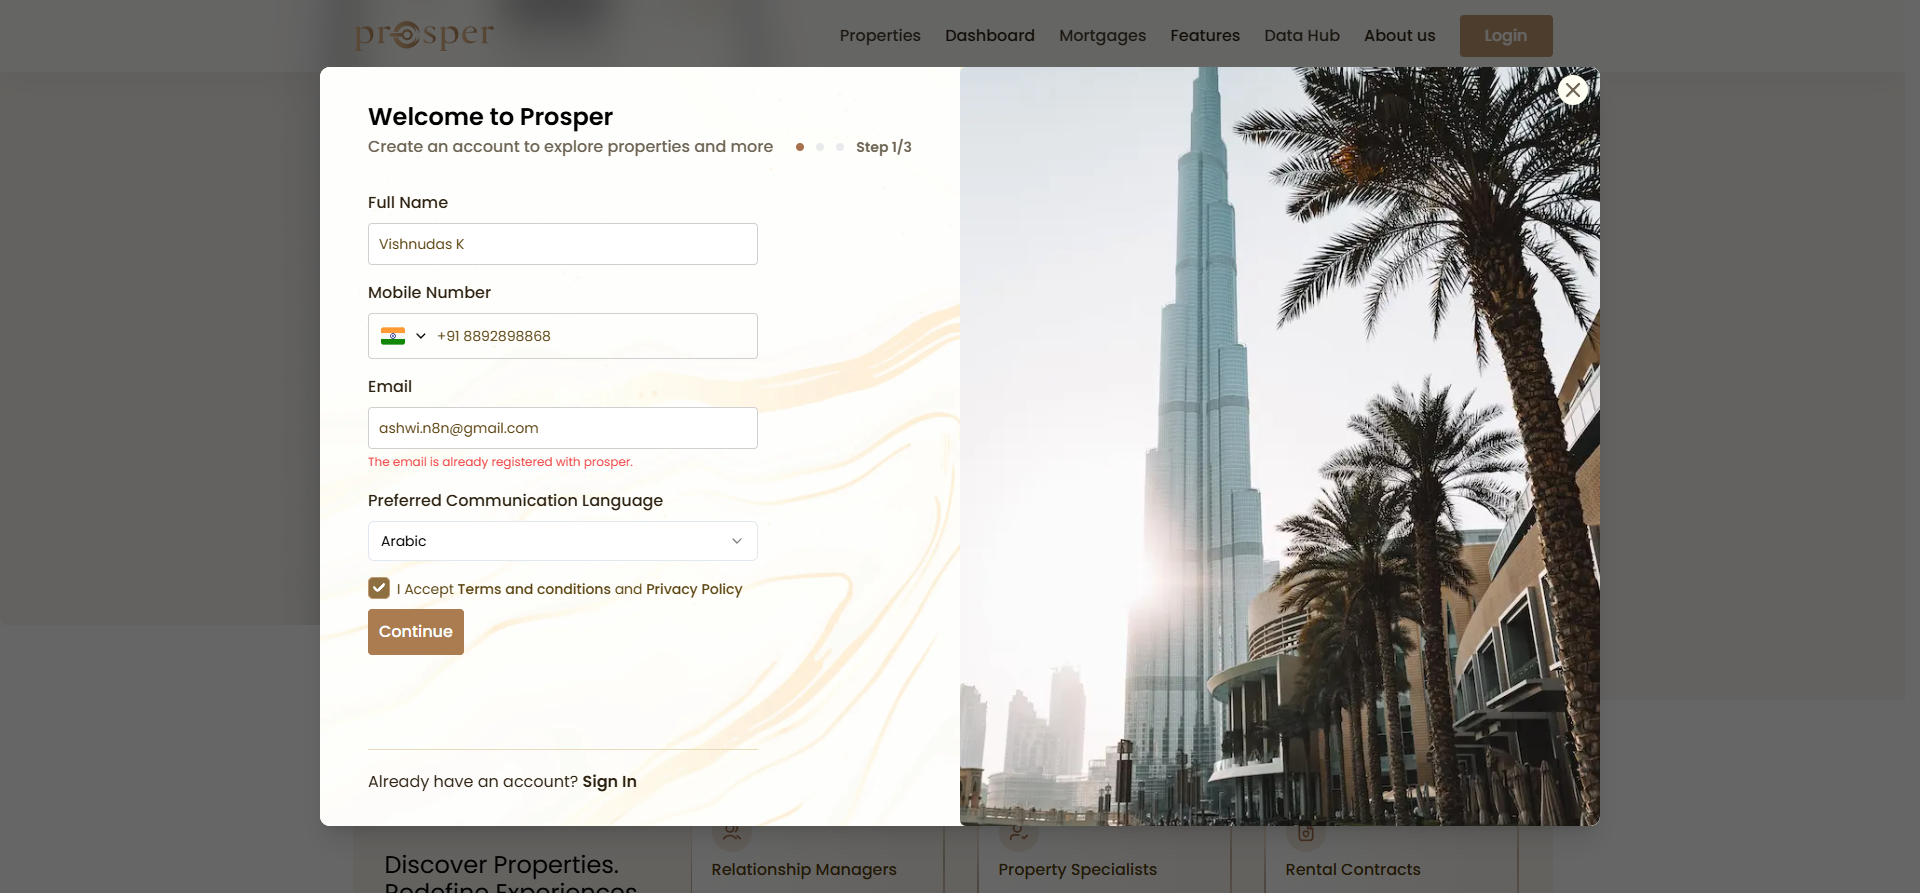 prosper
Properties Dashboard Mortgages Features Data Hub About us Login
Welcome to Prosper
Create an account to explore properties and more Step 1/3
Full Name
Vishnudas K
Mobile Number
+91 8892898868
Email
ashwi.n8n@gmail.com
The email is already registered with prosper.
Preferred Communication Language
Arabic
I Accept Terms and conditions and Privacy Policy
Continue
Already have an account? Sign In
Discover Properties.
Redefine Experiences
Relationship Managers
Property Specialists
Rental Contracts